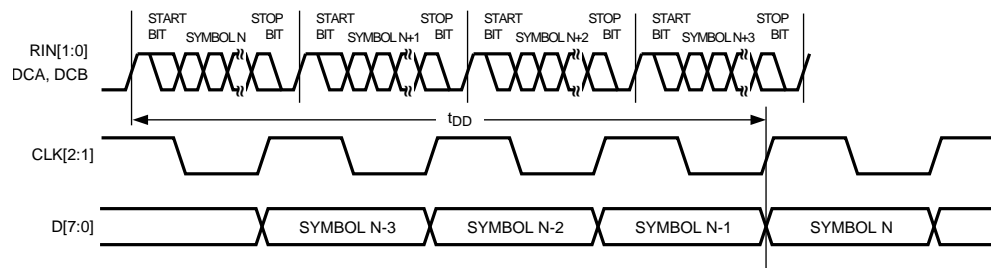 START STOP START STOP START STOP START STOP
BIT SYMBOL N BIT BIT SYMBOL N+1 BIT BIT SYMBOL N+2 BIT BIT SYMBOL N+3 BIT
RIN[1:0]
DCA, DCB
tDD
CLK[2:1]
D[7:0] SYMBOL N-3 SYMBOL N-2 SYMBOL N-1 SYMBOL N